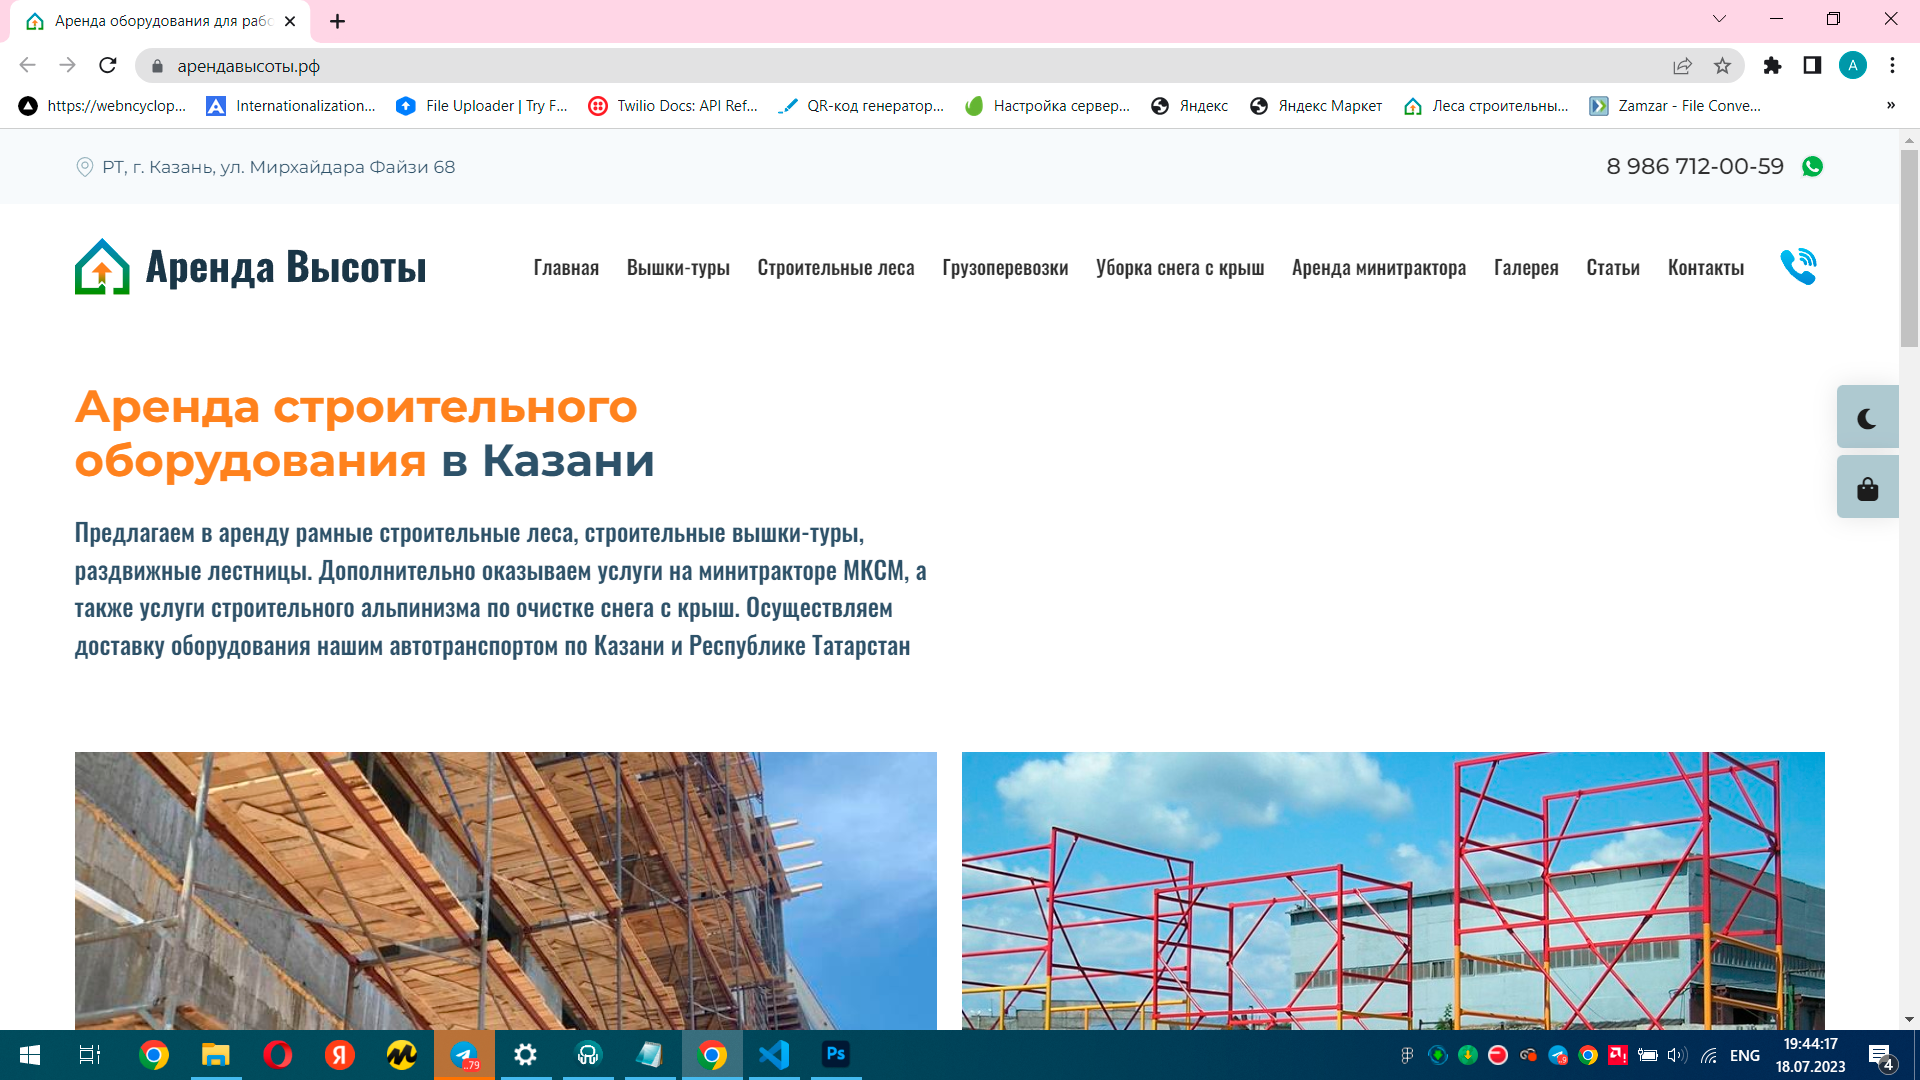 Аренда оборудования для рабо
арендавысоты.рф
A
https://webncyclop...
Internationalization...
File Uploader | Try F...
Twilio Docs: API Ref...
QR-код генератор...
Настройка сервер...
Яндекс
Яндекс Маркет
Леса строительны...
Zamzar - File Conve...
»
РТ, г. Казань, ул. Мирхайдара Файзи 68
8 986 712-00-59
Аренда Высоты
Главная
Вышки-туры
Строительные леса
Грузоперевозки
Уборка снега с крыш
Аренда минитрактора
Галерея
Статьи
Контакты
Аренда строительного
оборудования в Казани
Предлагаем в аренду рамные строительные леса, строительные вышки-туры,
раздвижные лестницы. Дополнительно оказываем услуги на минитракторе МКСМ, а
также услуги строительного альпинизма по очистке снега с крыш. Осуществляем
доставку оборудования нашим автотранспортом по Казани и Республике Татарстан
Я
..79
Ps
ENG
19:44:17
18.07.2023
4